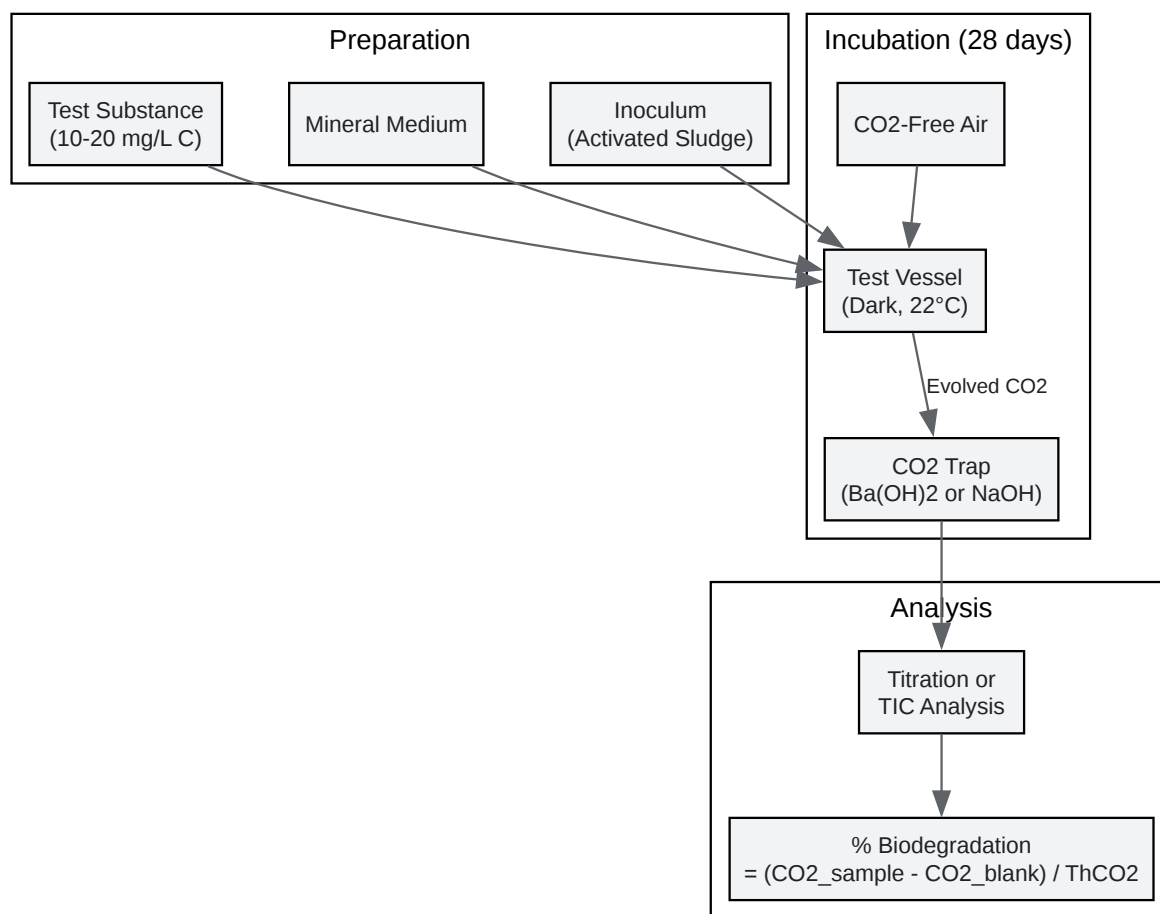 Preparation
Test Substance
(10-20 mg/L C)
Mineral Medium
Inoculum
(Activated Sludge)
Incubation (28 days)
CO2-Free Air
Test Vessel
(Dark, 22°C)
Evolved CO2
CO2 Trap
(Ba(OH)2 or NaOH)
Analysis
Titration or
TIC Analysis
% Biodegradation
= (CO2_sample - CO2_blank) / ThCO2